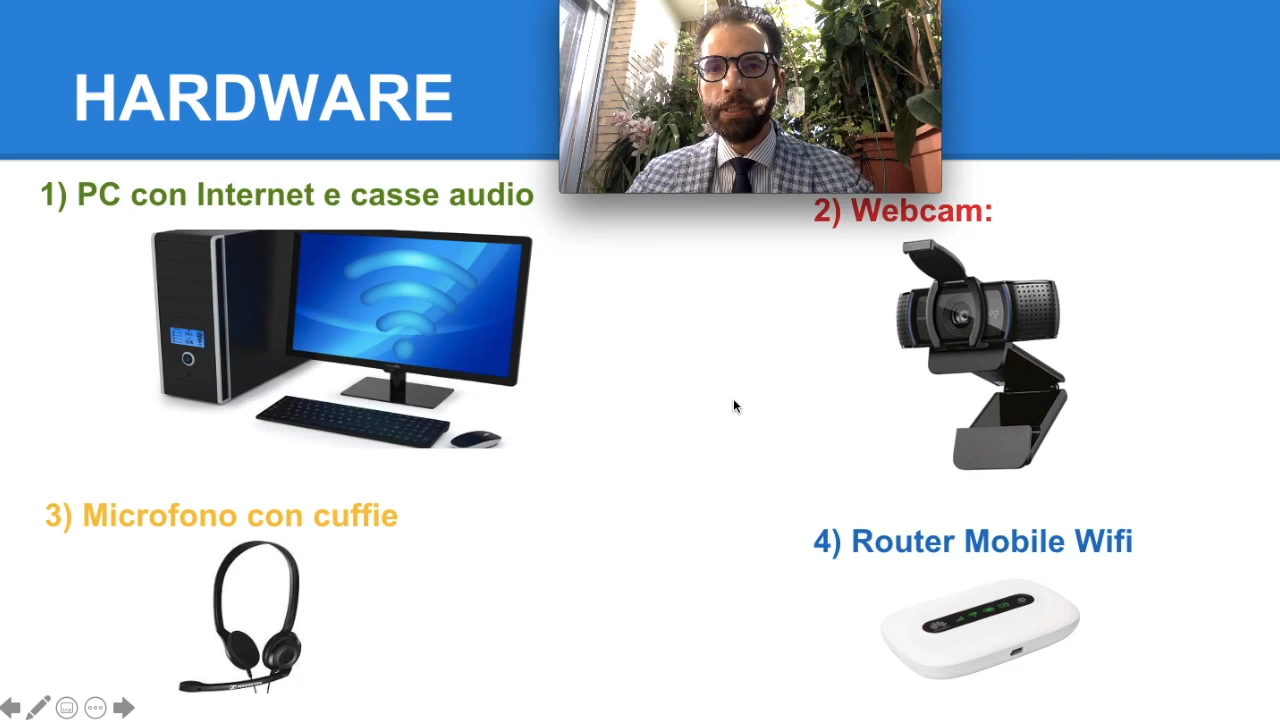 HARDWARE
1) PC con Internet e casse audio
2) Webcam:
3) Microfono con cuffie
4) Router Mobile Wifi